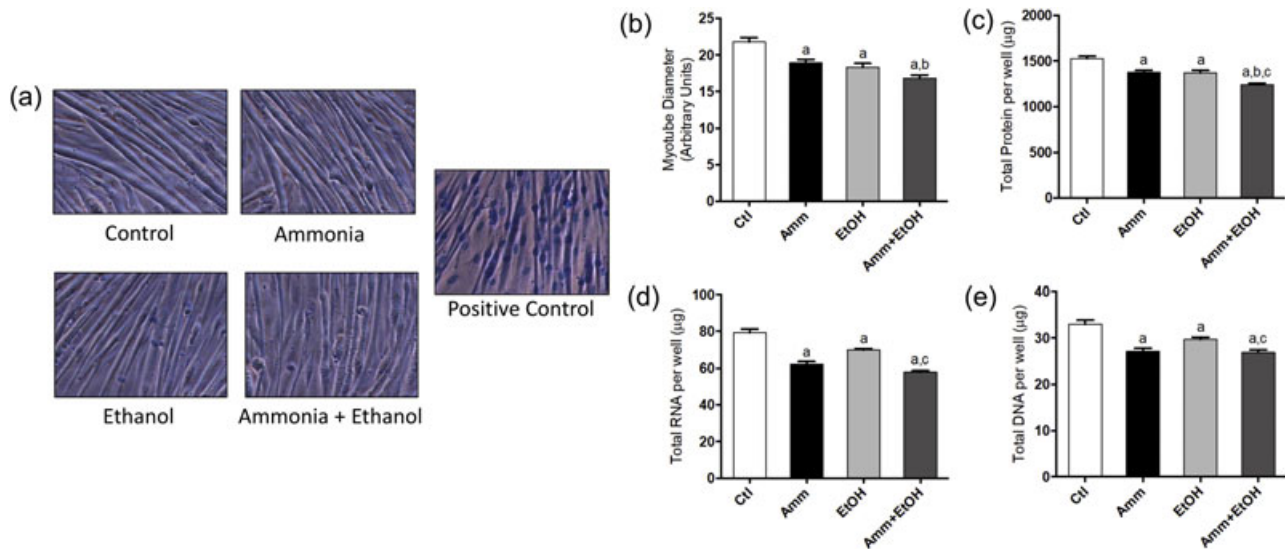 (a)
Control
Ammonia
Ethanol
Ammonia + Ethanol
Positive Control
(b)
Myotube Diameter
(Arbitrary Units)
25
20
15
10
5
0
a
a
a,b
Ctl
Amm
EtOH
Amm+EtOH
(c)
Total Protein per well (µg)
2000
1500
1000
500
0
a
a
a,b,c
Ctl
Amm
EtOH
Amm+EtOH
(d)
Total RNA per well (µg)
100
80
60
40
20
0
a
a
a,c
Ctl
Amm
EtOH
Amm+EtOH
(e)
Total DNA per well (µg)
40
30
20
10
0
a
a
a,c
Ctl
Amm
EtOH
Amm+EtOH